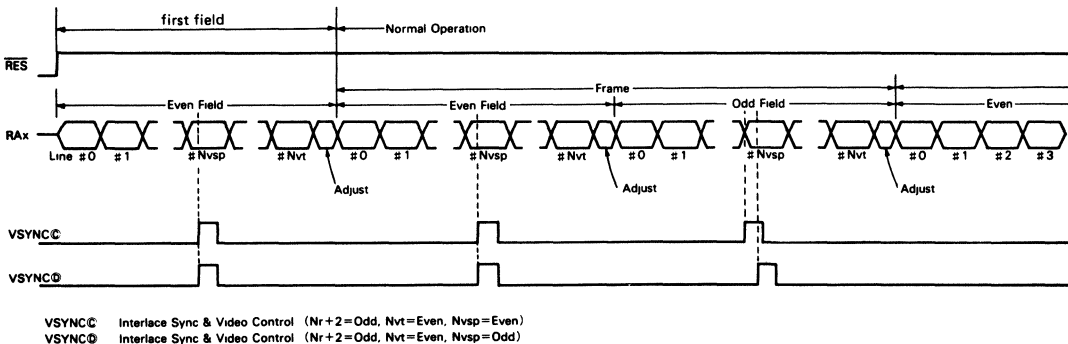 first field
Normal Operation
RES
Frame
Even Field Even Field Odd Field Even
RAx
Line #0 #1 #Nvsp #Nvt #0 #1 #Nvsp #Nvt #0 #1 #Nvsp #Nvt #0 #1 #2 #3
Adjust Adjust Adjust
VSYNCⒸ
VSYNCⒹ
VSYNCⒸ Interlace Sync & Video Control (Nr+2=Odd, Nvt=Even, Nvsp=Even)
VSYNCⒹ Interlace Sync & Video Control (Nr+2=Odd, Nvt=Even, Nvsp=Odd)